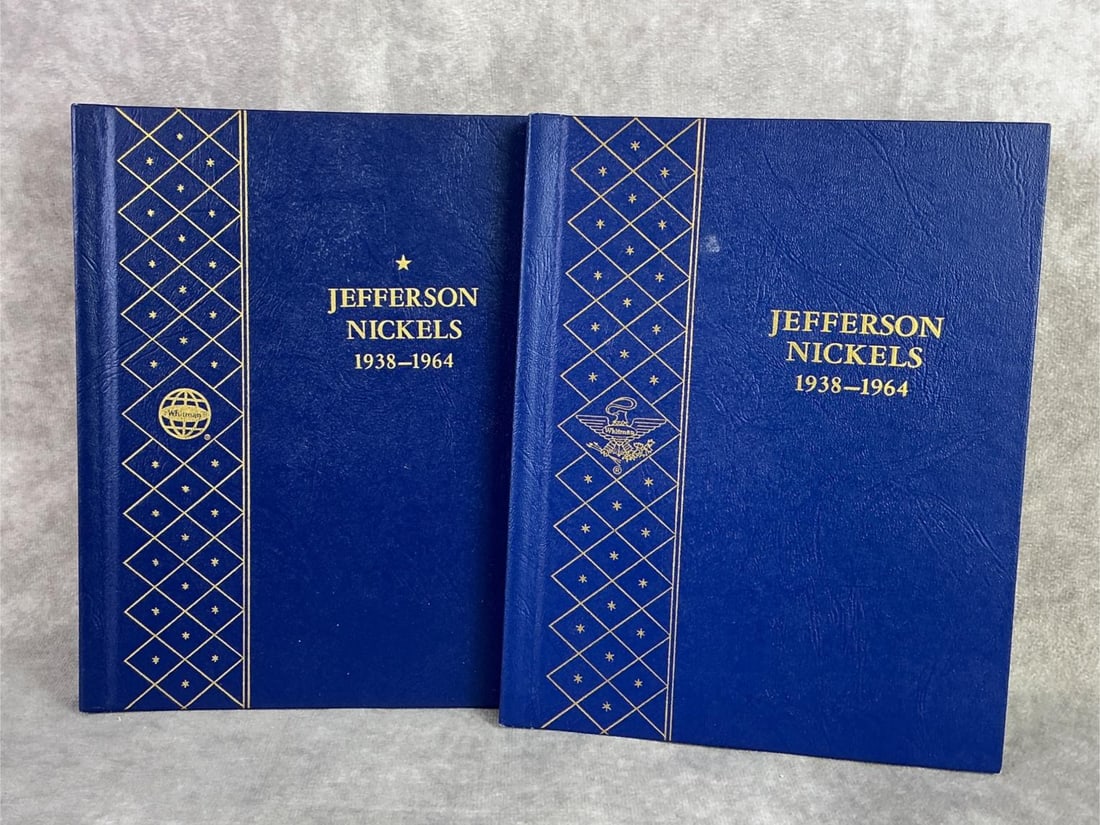 ★
JEFFERSON
NICKELS
1938–1964
Whitman
®
JEFFERSON
NICKELS
1938–1964
Whitman
®